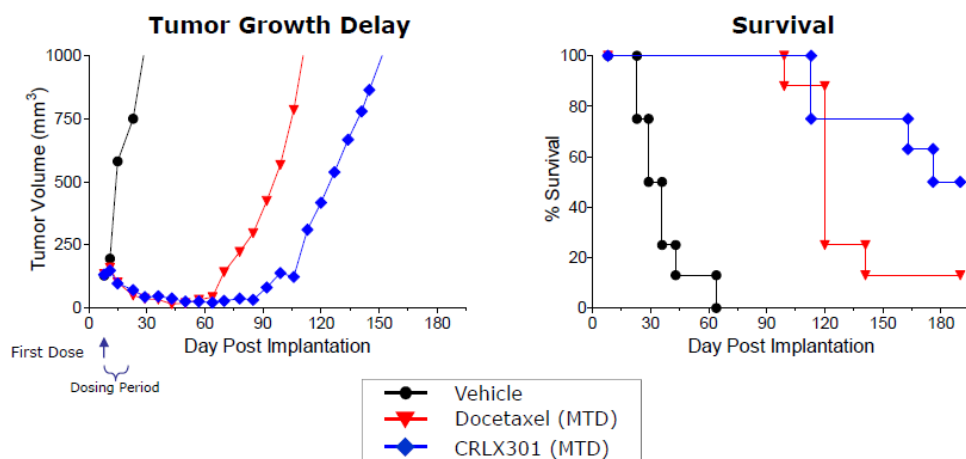 Tumor Growth Delay
Tumor Volume (mm³)
1000
750
500
250
0
0 30 60 90 120 150 180
Day Post Implantation
First Dose
Dosing Period
Survival
% Survival
100
80
60
40
20
0
0 30 60 90 120 150 180
Day Post Implantation
Vehicle
Docetaxel (MTD)
CRLX301 (MTD)